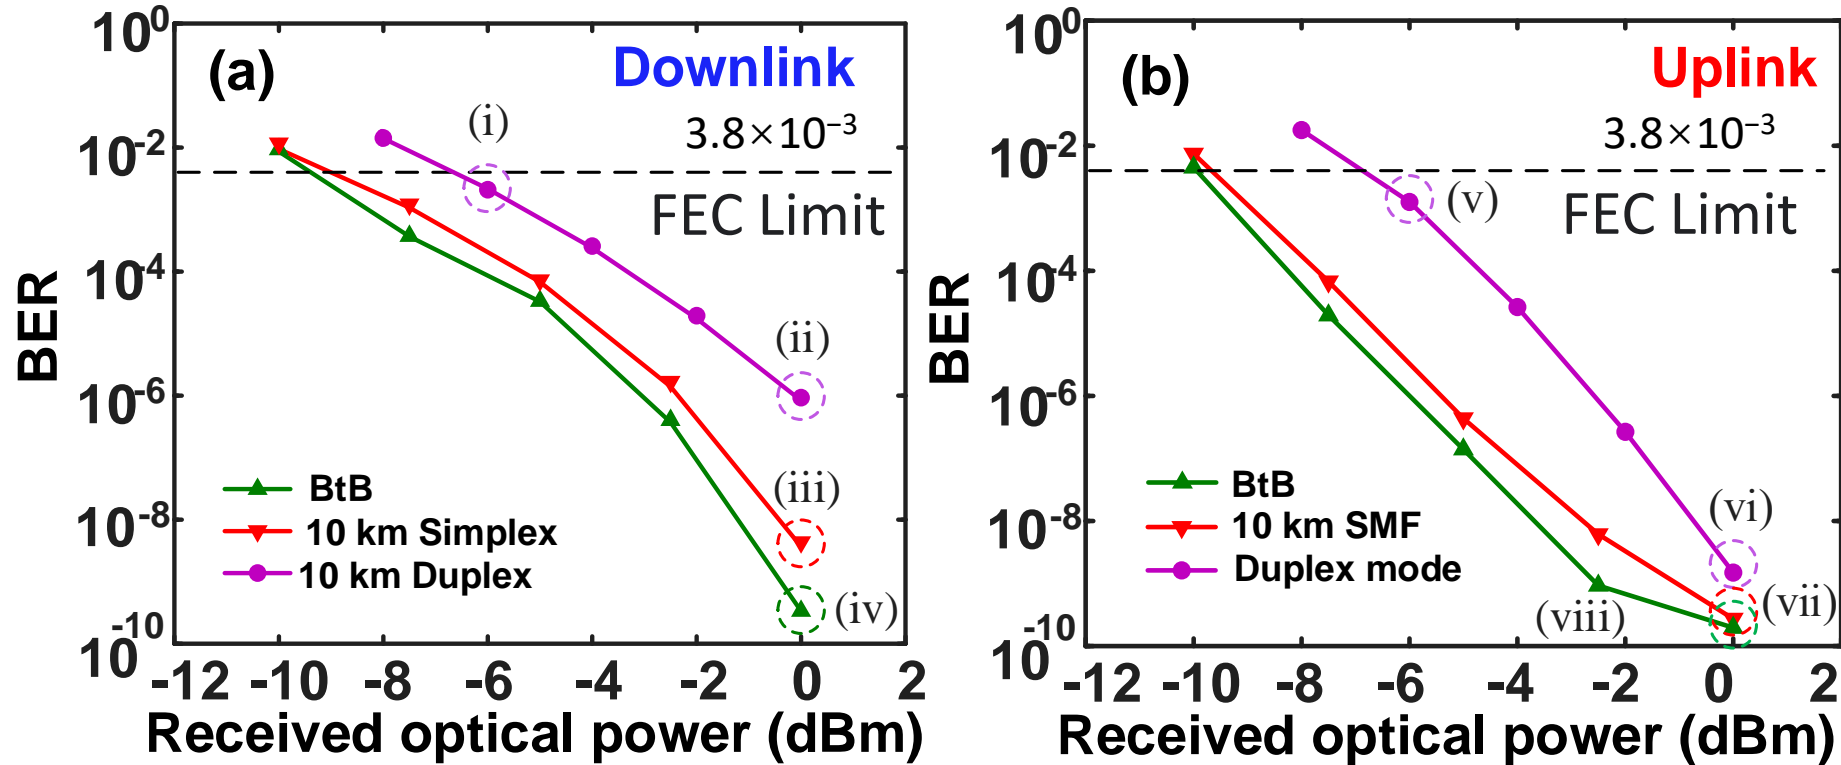 (a)
Downlink
3.8×10⁻³
FEC Limit
(i)
(ii)
(iii)
(iv)
BtB
10 km Simplex
10 km Duplex
BER
10⁰
10⁻²
10⁻⁴
10⁻⁶
10⁻⁸
10⁻¹⁰
-12 -10 -8 -6 -4 -2 0 2
Received optical power (dBm)
(b)
Uplink
3.8×10⁻³
FEC Limit
(v)
(vi)
(vii)
(viii)
BtB
10 km SMF
Duplex mode
BER
10⁰
10⁻²
10⁻⁴
10⁻⁶
10⁻⁸
10⁻¹⁰
-12 -10 -8 -6 -4 -2 0 2
Received optical power (dBm)